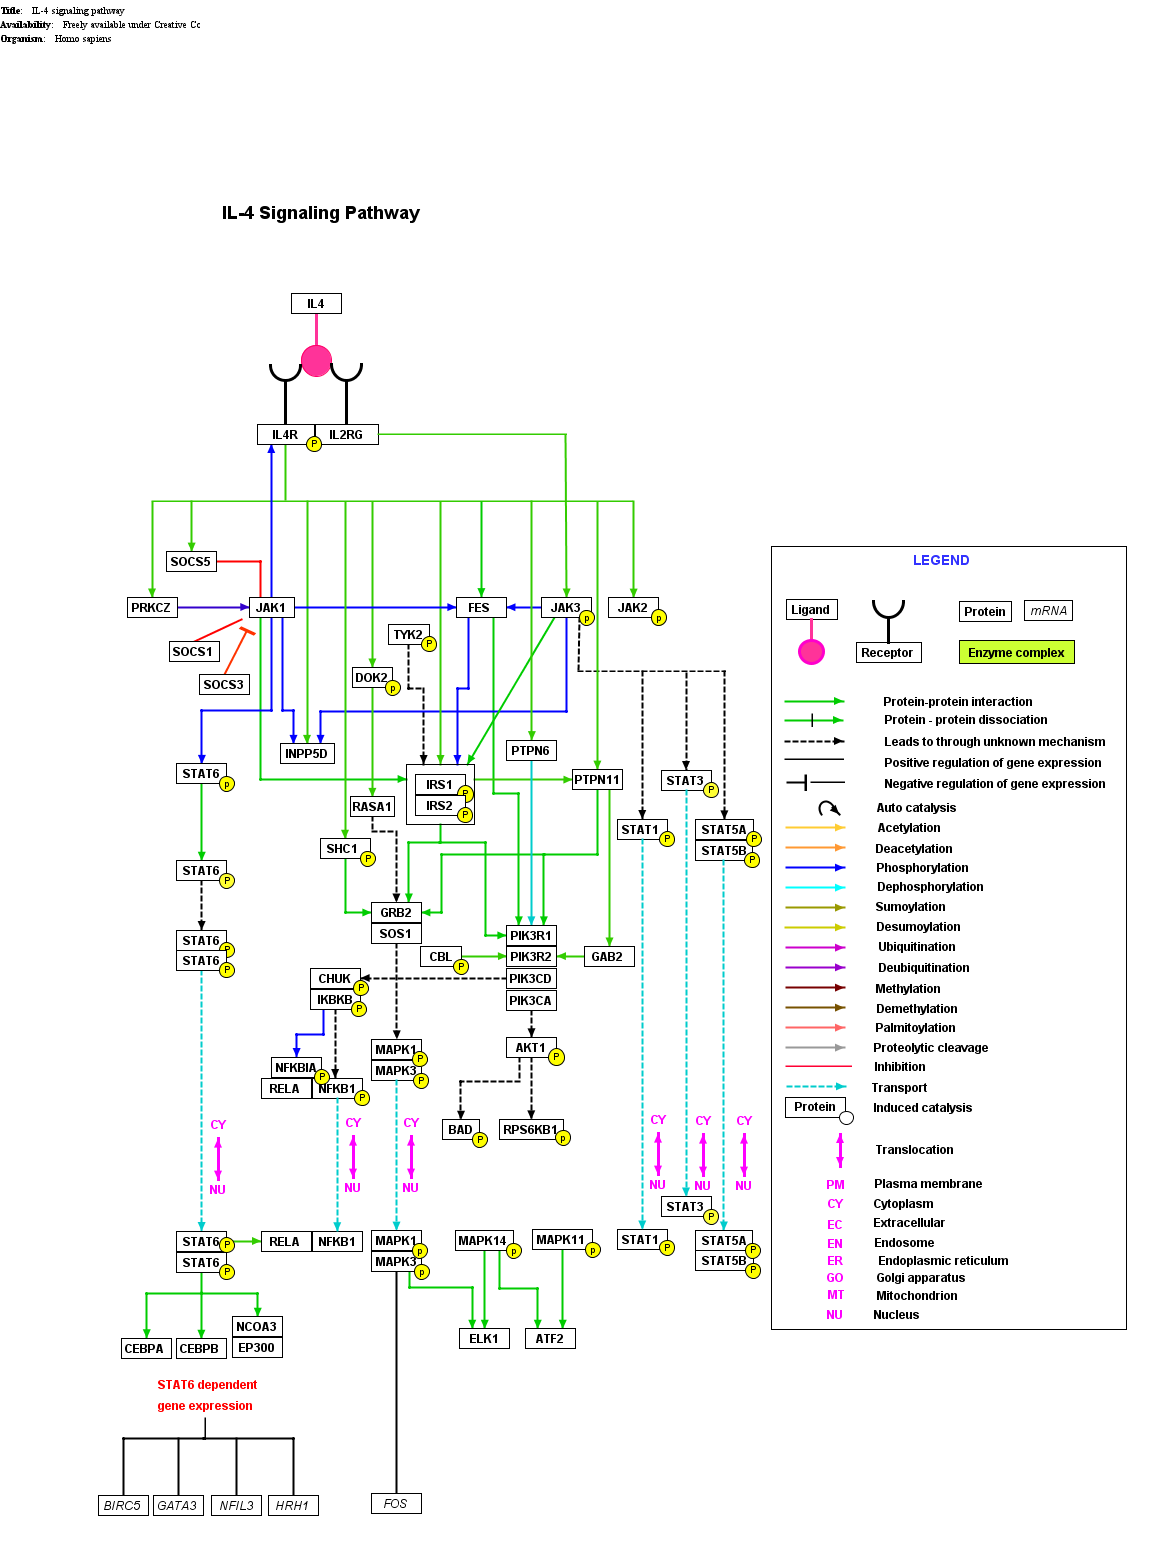 Title: IL-4 signaling pathway
Availability: Freely available under Creative Cc
Organism: Homo sapiens
IL-4 Signaling Pathway
IL4
IL4R P IL2RG
SOCS5
PRKCZ JAK1 FES JAK3 p JAK2 p
TYK2 P
SOCS1
SOCS3
DOK2 p
INPP5D
PTPN6
STAT6 p
IRS1 P
IRS2 P
PTPN11
STAT3 P
RASA1
STAT1 P
STAT5A P
STAT5B P
SHC1 P
STAT6 P
GRB2
SOS1
PIK3R1
PIK3R2
PIK3CD
PIK3CA
CBL P
GAB2
STAT6 P
STAT6 P
CHUK P
IKBKB P
MAPK1 P
MAPK3 P
AKT1 P
NFKBIA P
RELA NFKB1 P
BAD P
RPS6KB1 p
CY CY CY CY CY CY
NU NU NU NU NU NU
STAT3 P
STAT6 P
STAT6 P
RELA NFKB1
MAPK1 p
MAPK3 p
MAPK14 p
MAPK11 p
STAT1 P
STAT5A P
STAT5B P
NCOA3
EP300
CEBPA CEBPB
ELK1 ATF2
STAT6 dependent
gene expression
BIRC5 GATA3 NFIL3 HRH1
FOS
LEGEND
Ligand
Receptor
Protein mRNA
Enzyme complex
Protein-protein interaction
Protein - protein dissociation
Leads to through unknown mechanism
Positive regulation of gene expression
Negative regulation of gene expression
Auto catalysis
Acetylation
Deacetylation
Phosphorylation
Dephosphorylation
Sumoylation
Desumoylation
Ubiquitination
Deubiquitination
Methylation
Demethylation
Palmitoylation
Proteolytic cleavage
Inhibition
Transport
Protein Induced catalysis
Translocation
PM Plasma membrane
CY Cytoplasm
EC Extracellular
EN Endosome
ER Endoplasmic reticulum
GO Golgi apparatus
MT Mitochondrion
NU Nucleus